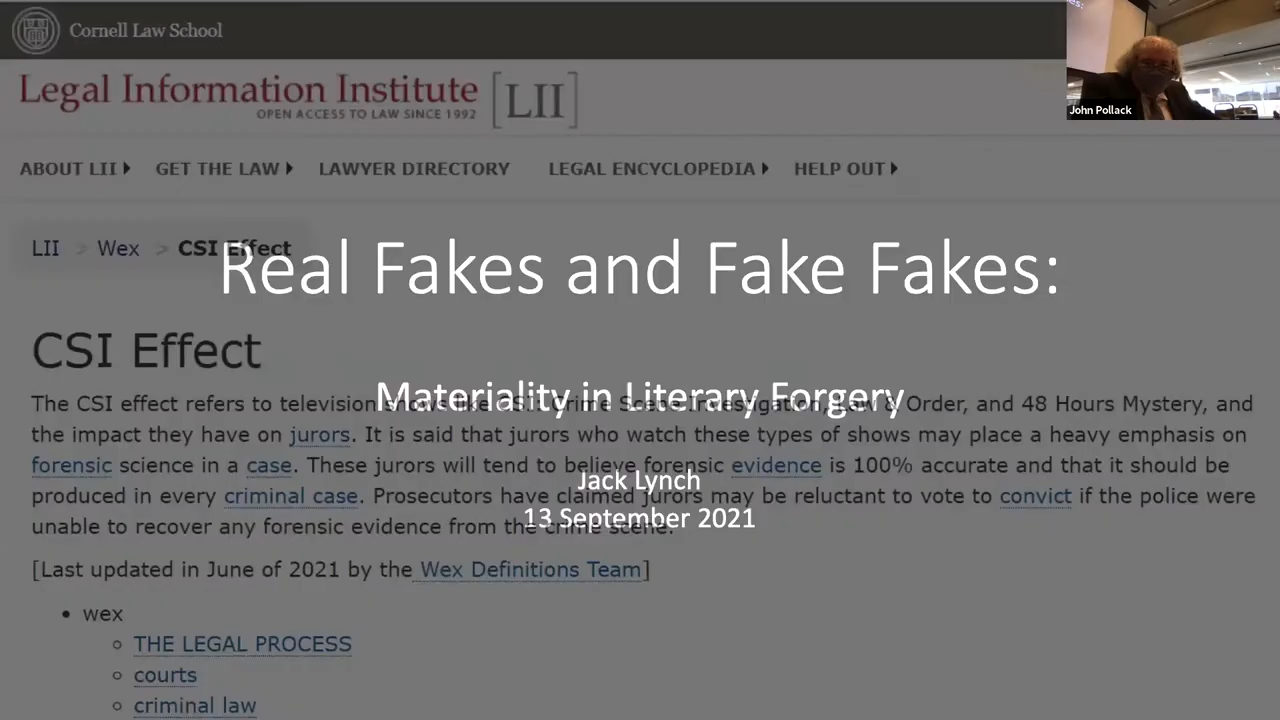 Cornell Law School
Legal Information Institute [LII]
OPEN ACCESS TO LAW SINCE 1992
John Pollack
ABOUT LII GET THE LAW LAWYER DIRECTORY LEGAL ENCYCLOPEDIA HELP OUT
LII > Wex > CSI Effect
Real Fakes and Fake Fakes:
CSI Effect
Materiality in Literary Forgery
The CSI effect refers to television shows like CSI: Crime Scene Investigation, Law & Order, and 48 Hours Mystery, and
the impact they have on jurors. It is said that jurors who watch these types of shows may place a heavy emphasis on
forensic science in a case. These jurors will tend to believe forensic evidence is 100% accurate and that it should be
Jack Lynch
produced in every criminal case. Prosecutors have claimed jurors may be reluctant to vote to convict if the police were
13 September 2021
unable to recover any forensic evidence from the crime scene.
[Last updated in June of 2021 by the Wex Definitions Team]
• wex
○ THE LEGAL PROCESS
○ courts
○ criminal law